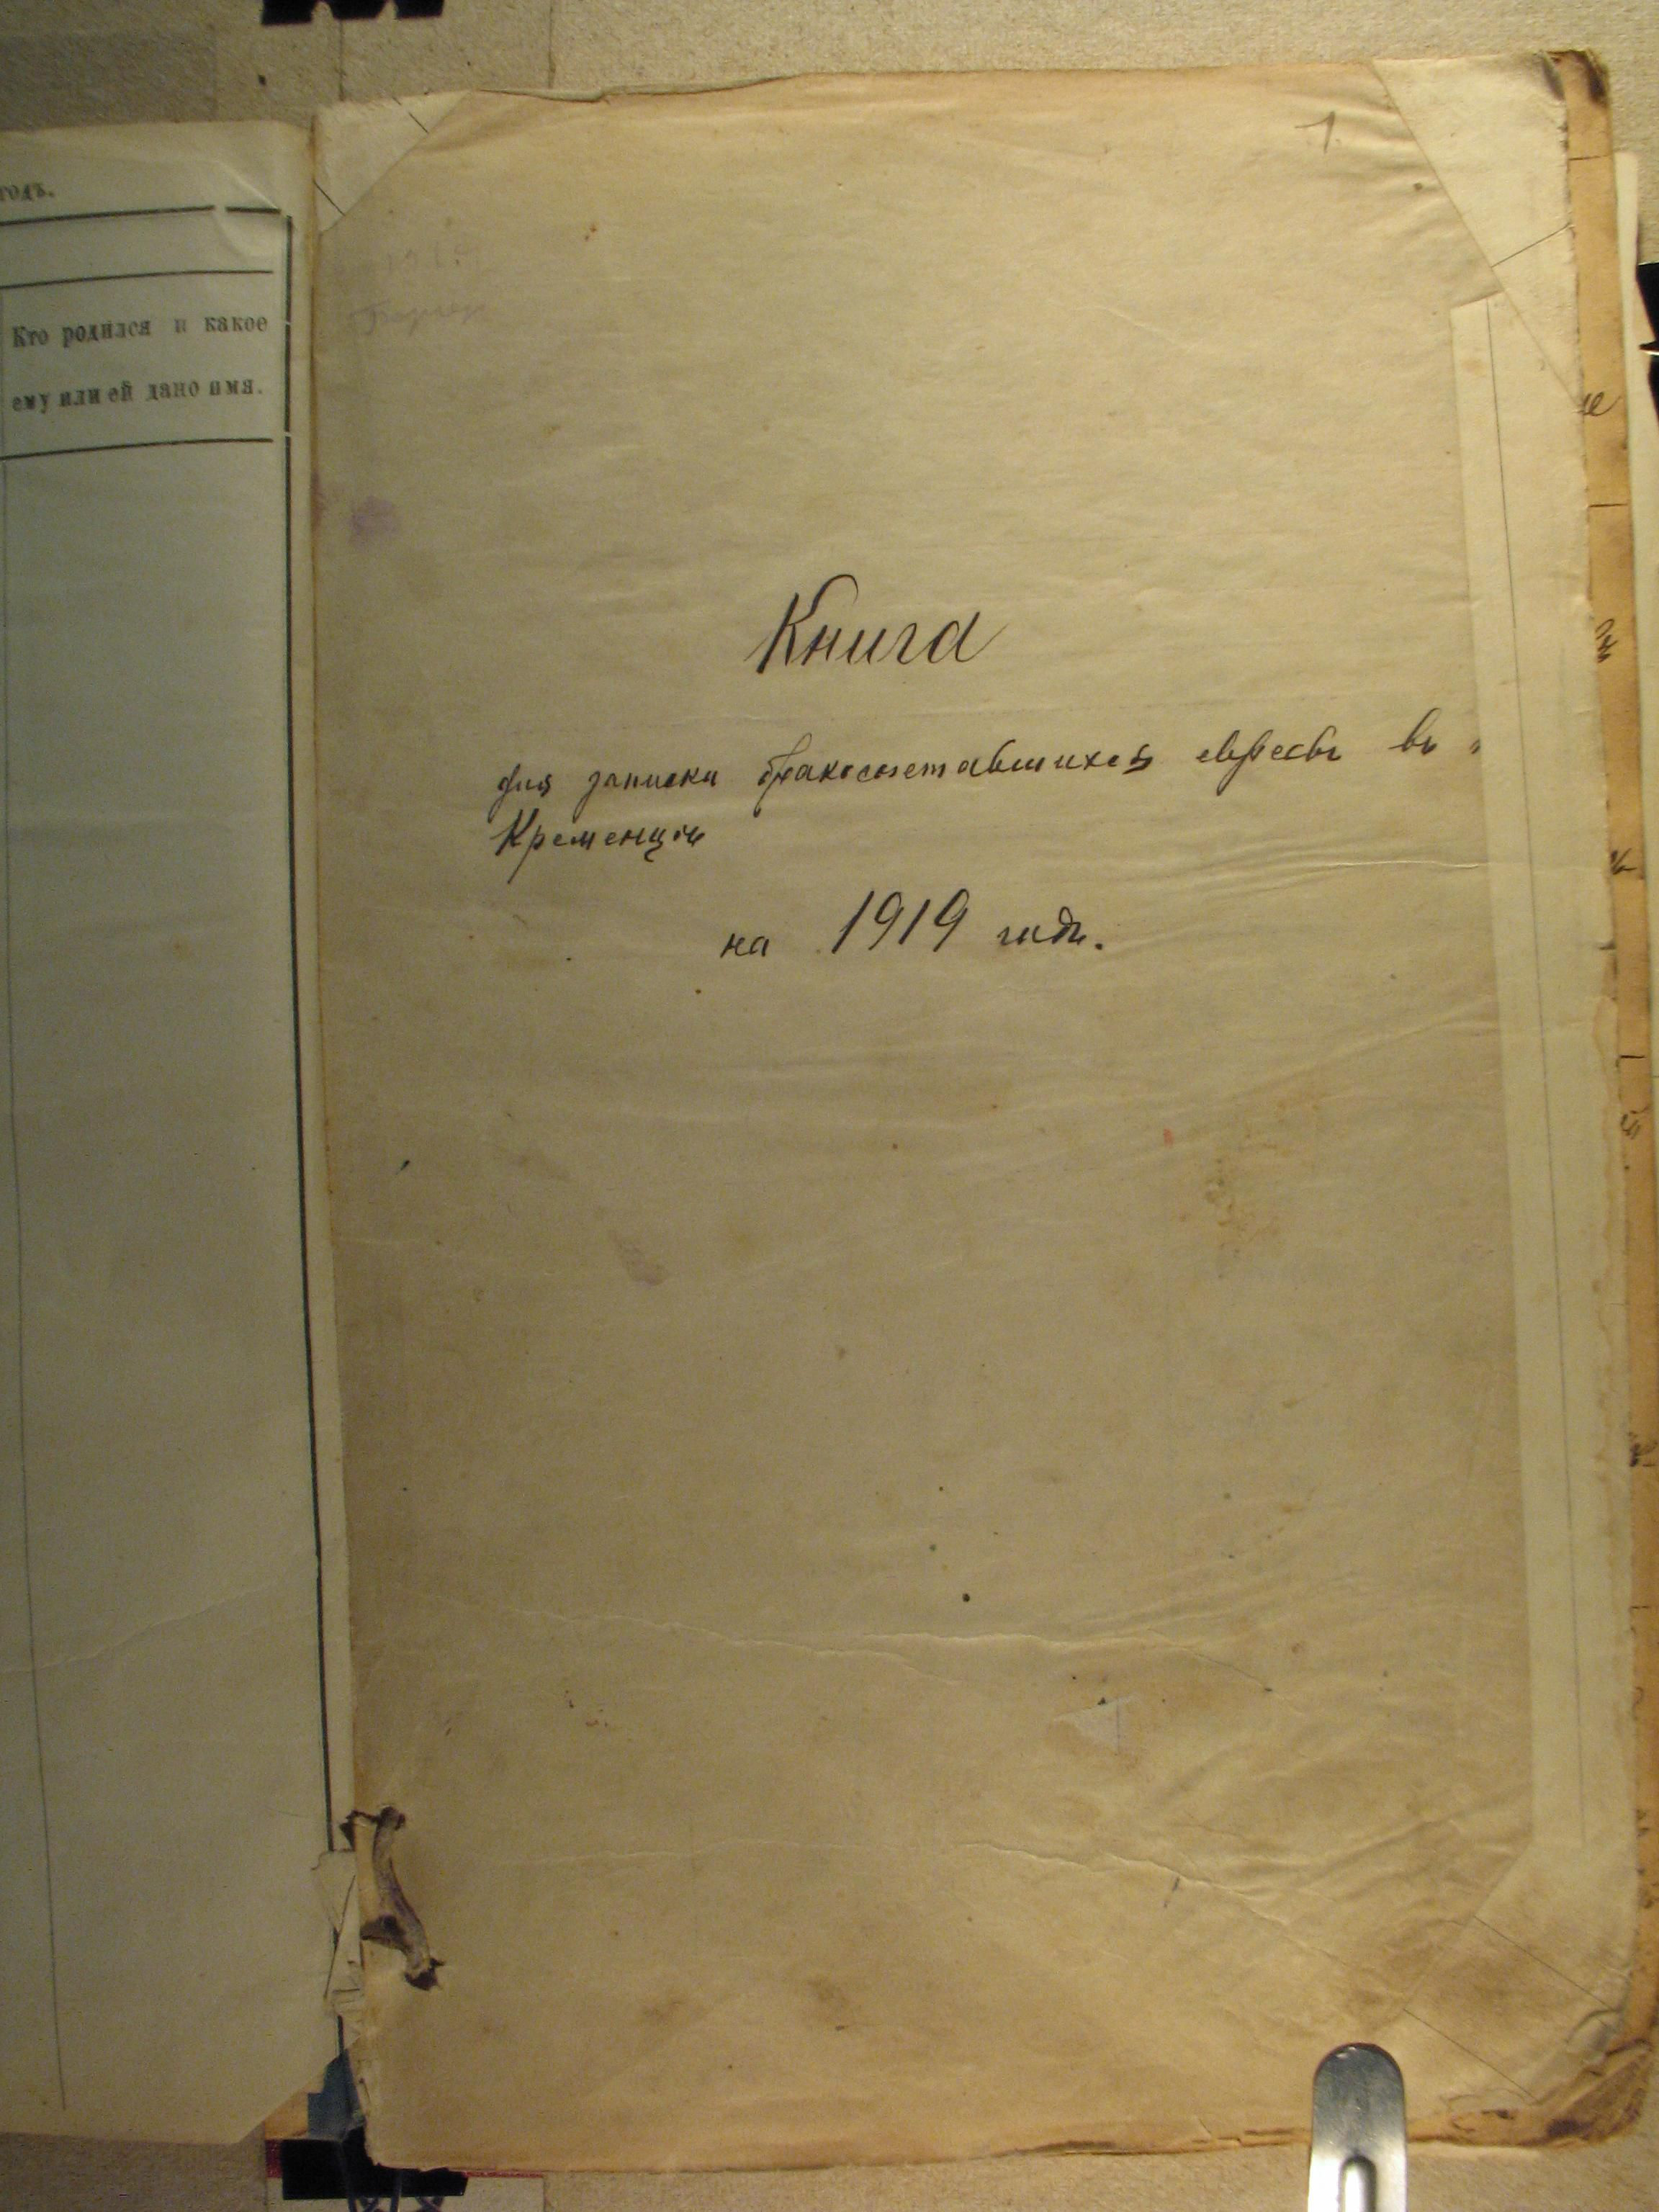 годъ.
Кто родился и какое
ему или ей дано имя.
1.
Книга
для записки бракосочетавшихся евреевъ въ
Кременцѣ
на 1919 годъ.